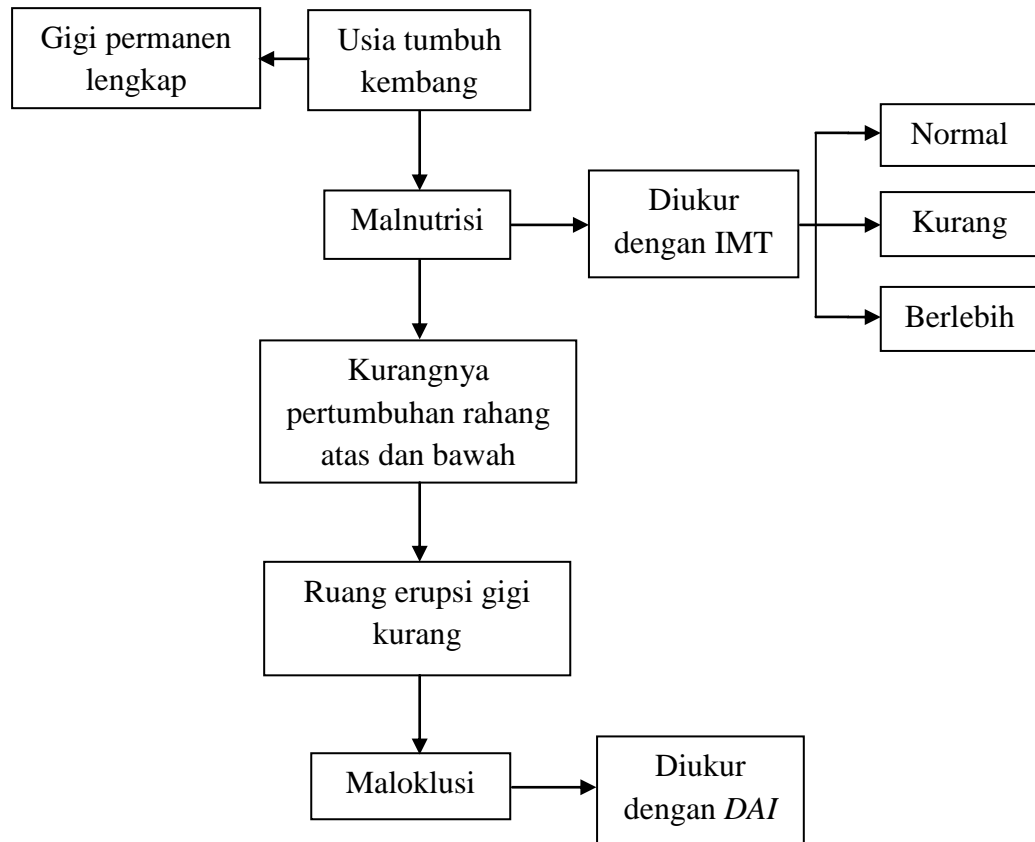 Gigi permanen
lengkap
Usia tumbuh
kembang
Malnutrisi
Diukur
dengan IMT
Normal
Kurang
Berlebih
Kurangnya
pertumbuhan rahang
atas dan bawah
Ruang erupsi gigi
kurang
Maloklusi
Diukur
dengan DAI